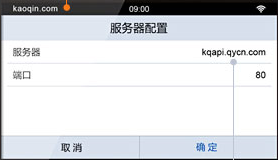 kaoqin.com 09:00
服务器配置
服务器 kqapi.qycn.com
端口 80
取消 确定